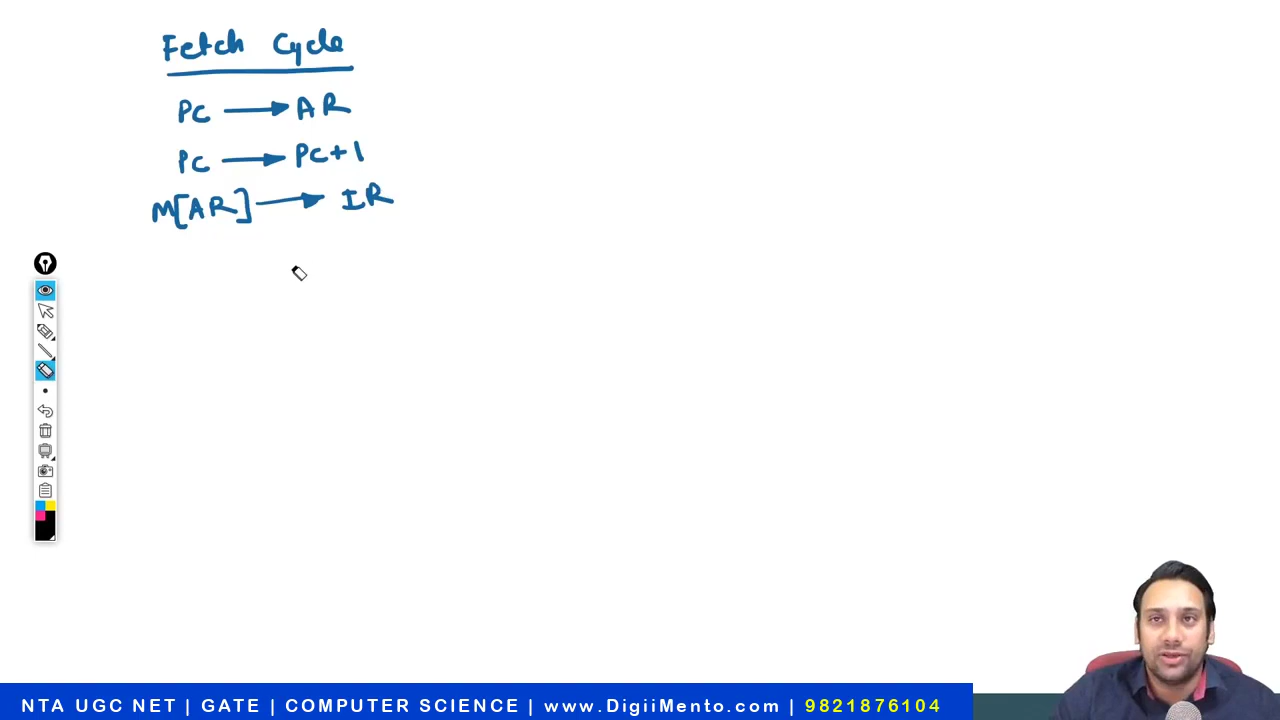 Fetch Cycle
PC → AR
PC → PC+1
M[AR] → IR
NTA UGC NET | GATE | COMPUTER SCIENCE | www.DigiiMento.com | 9821876104